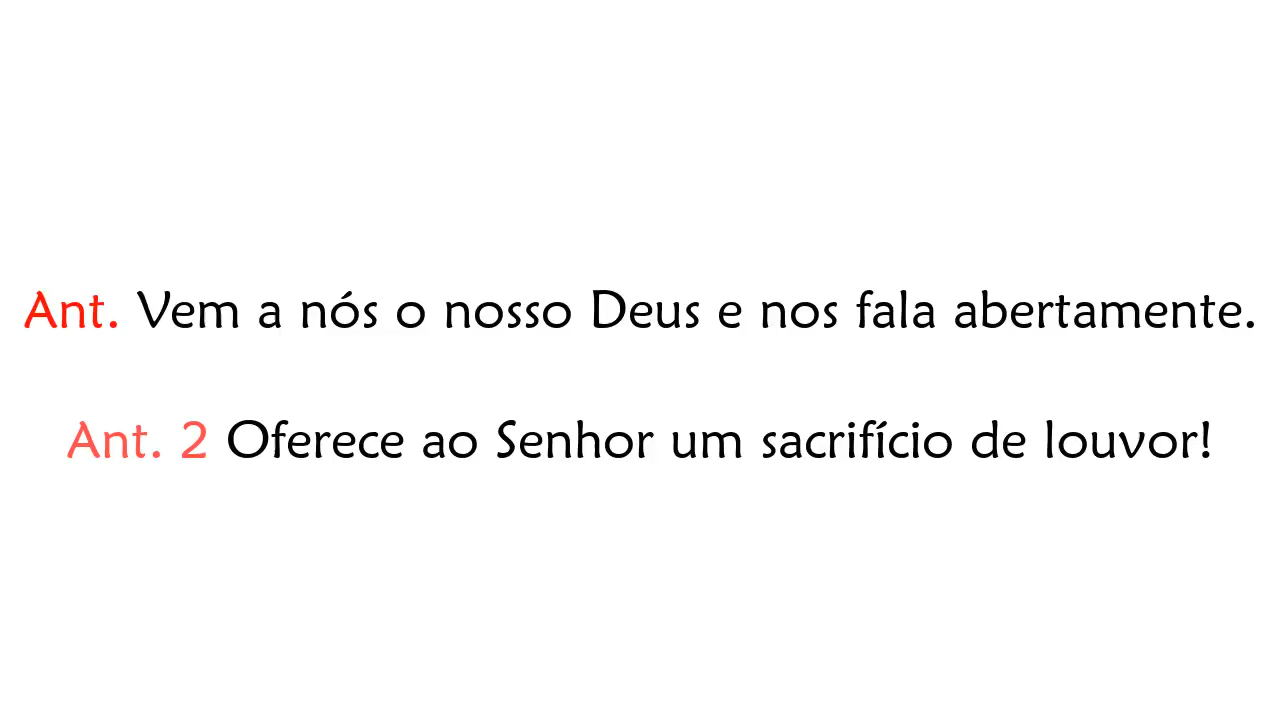 Ant. Vem a nós o nosso Deus e nos fala abertamente.
Ant. 2 Oferece ao Senhor um sacrifício de louvor!